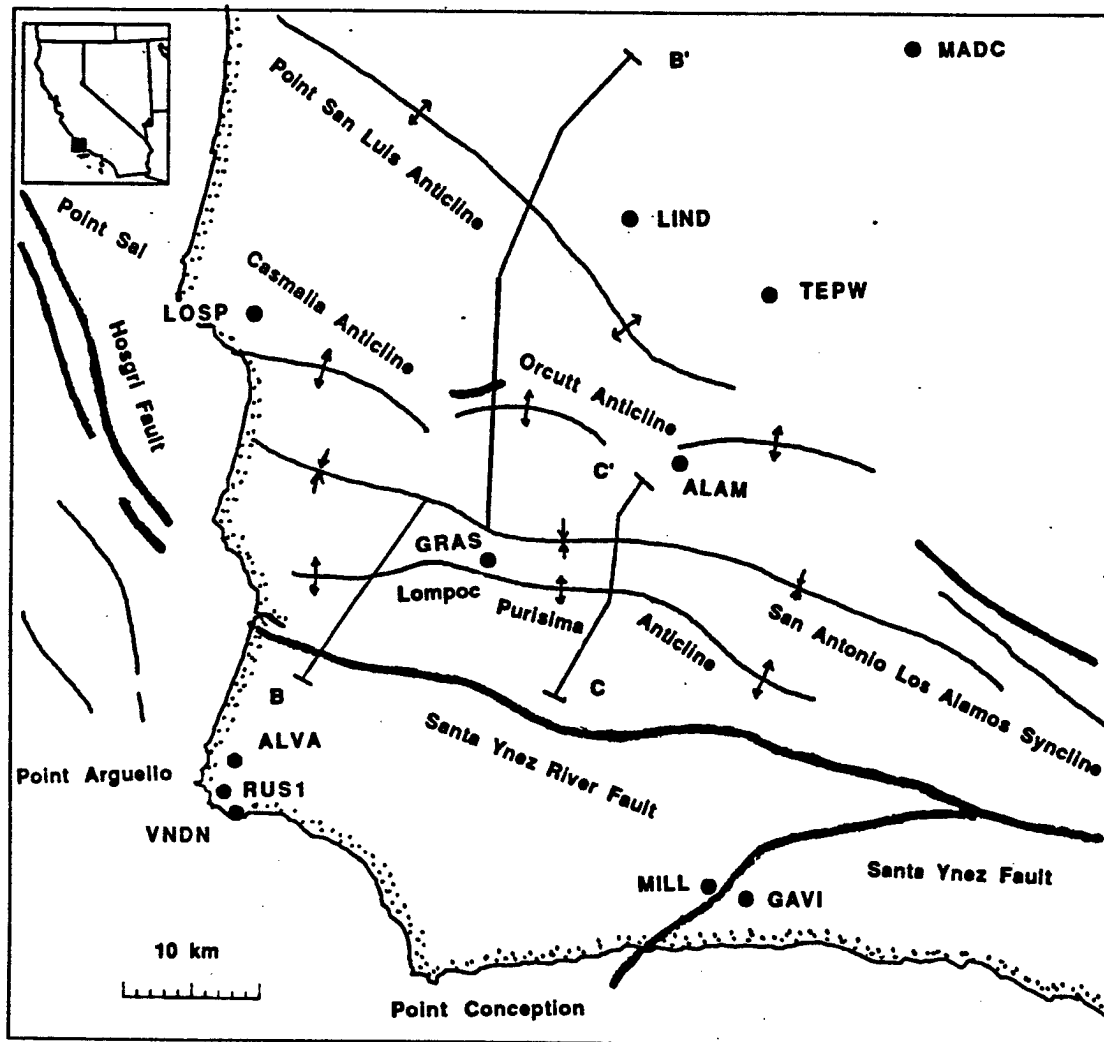 B'
MADC
Point San Luis Anticline
LIND
Point Sal
TEPW
Casmalia Anticline
LOSP
Hosgri Fault
Orcutt Anticline
C'
ALAM
GRAS
Lompoc Purisima Anticline
San Antonio Los Alamos Syncline
B
C
Santa Ynez River Fault
ALVA
Point Arguello
RUS1
VNDN
MILL
GAVI
Santa Ynez Fault
10 km
Point Conception